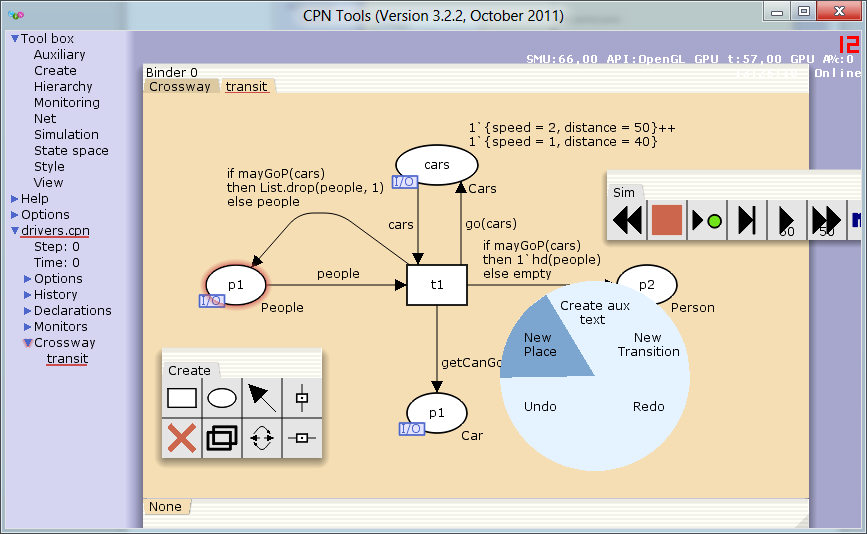 CPN Tools (Version 3.2.2, October 2011)
Tool box
Auxiliary
Create
Hierarchy
Monitoring
Net
Simulation
State space
Style
View
Help
Options
drivers.cpn
Step: 0
Time: 0
Options
History
Declarations
Monitors
Crossway
transit
12
SMU:66,00 API:OpenGL GPU t:57,00 GPU A%:0
Online
Binder 0
Crossway
transit
1`{speed = 2, distance = 50}++
1`{speed = 1, distance = 40}
cars
I/O
Cars
if mayGoP(cars)
then List.drop(people, 1)
else people
cars
go(cars)
if mayGoP(cars)
then 1`hd(people)
else empty
p1
I/O
People
people
t1
p2
Person
getCanGo
p1
I/O
Car
Sim
60
50
Create
Create aux
text
New
Place
New
Transition
Undo
Redo
None